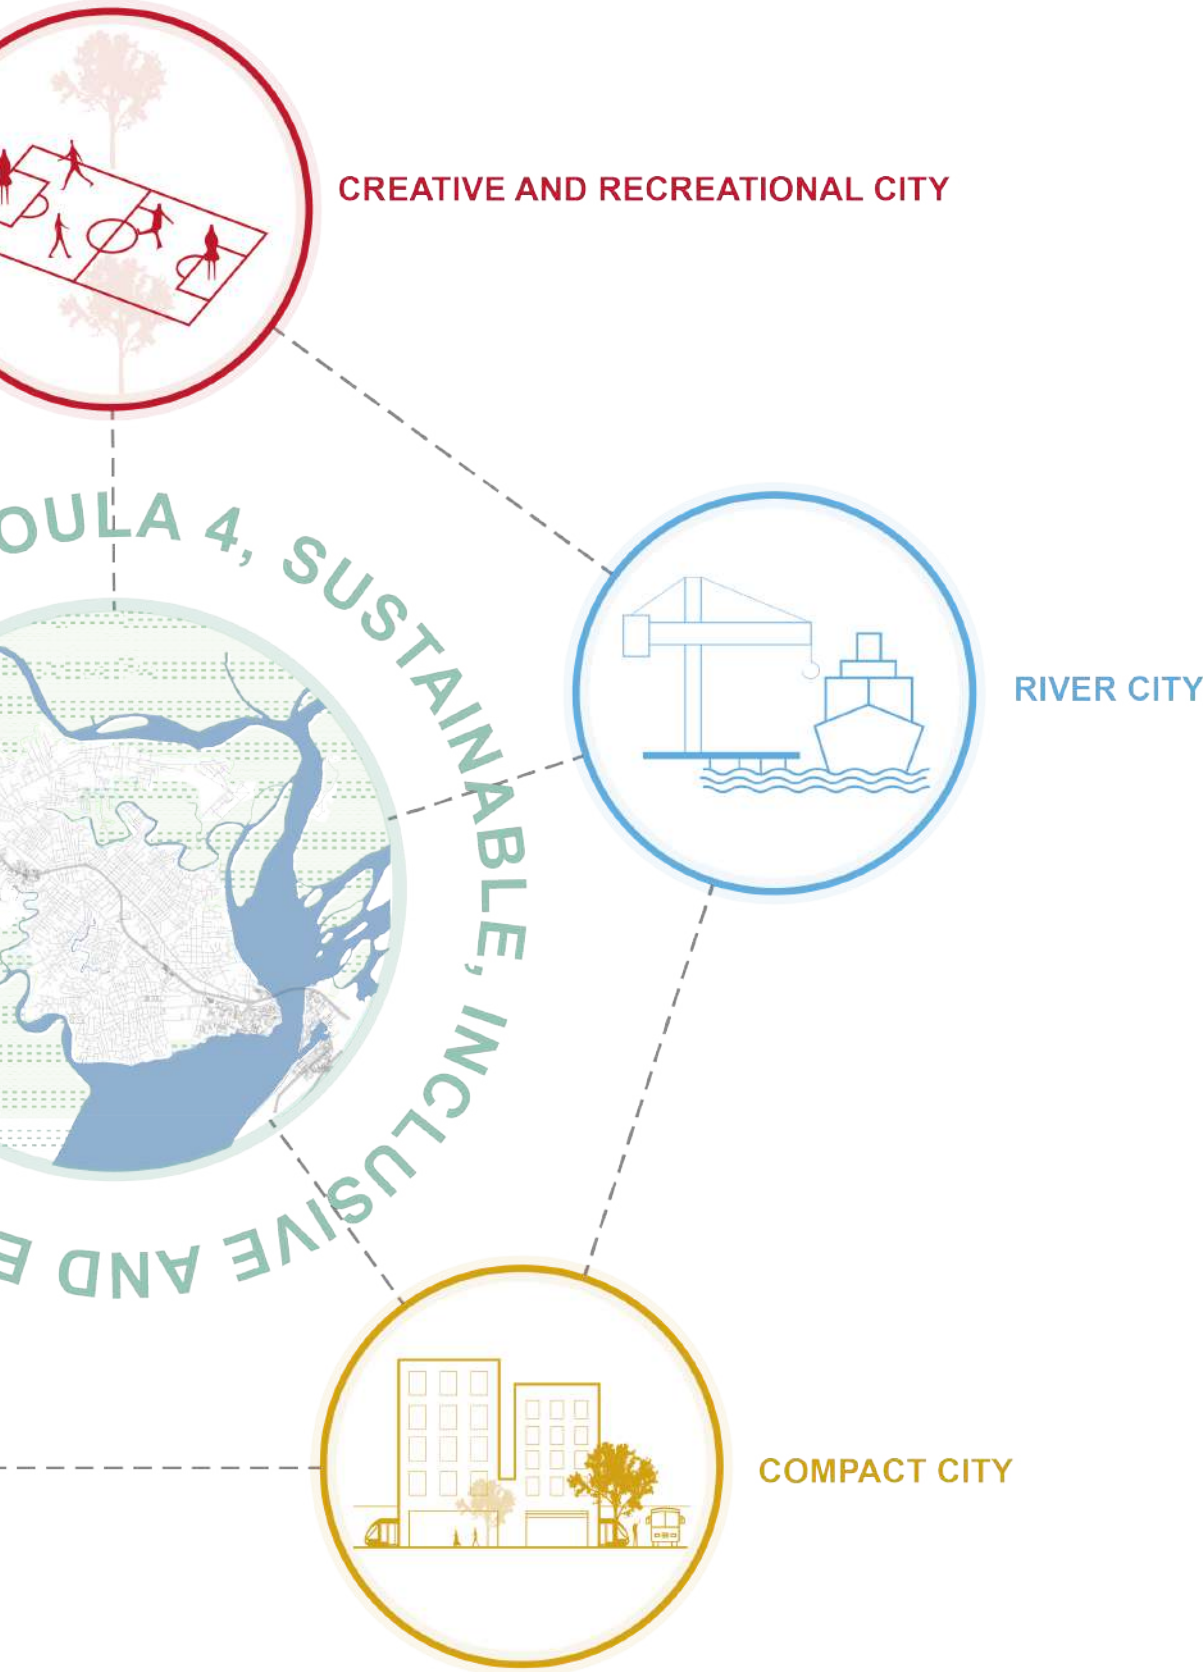 CREATIVE AND RECREATIONAL CITY
OULA 4, SUSTAINABLE, INCLUSIVE AND E
RIVER CITY
COMPACT CITY